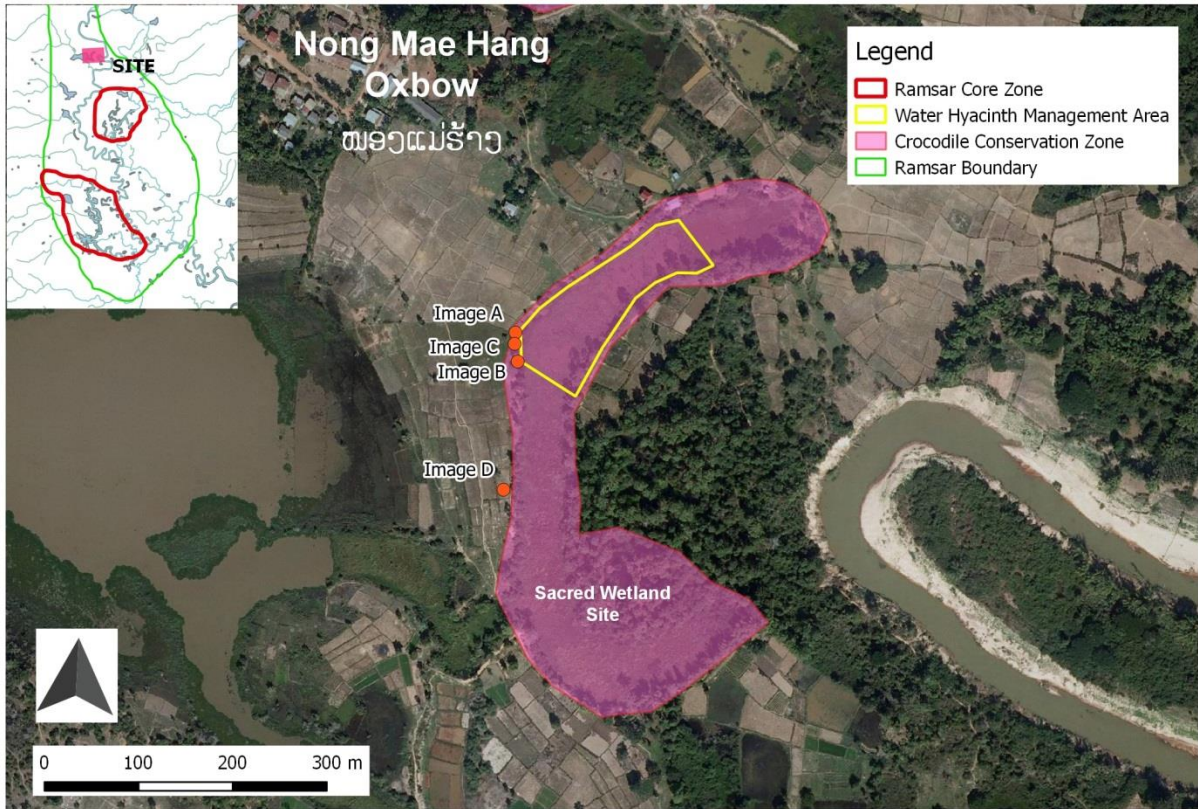 SITE
Nong Mae Hang
Oxbow
ໜອງແມ່ຮ້າງ
Legend
Ramsar Core Zone
Water Hyacinth Management Area
Crocodile Conservation Zone
Ramsar Boundary
Image A
Image C
Image B
Image D
Sacred Wetland
Site
0 100 200 300 m